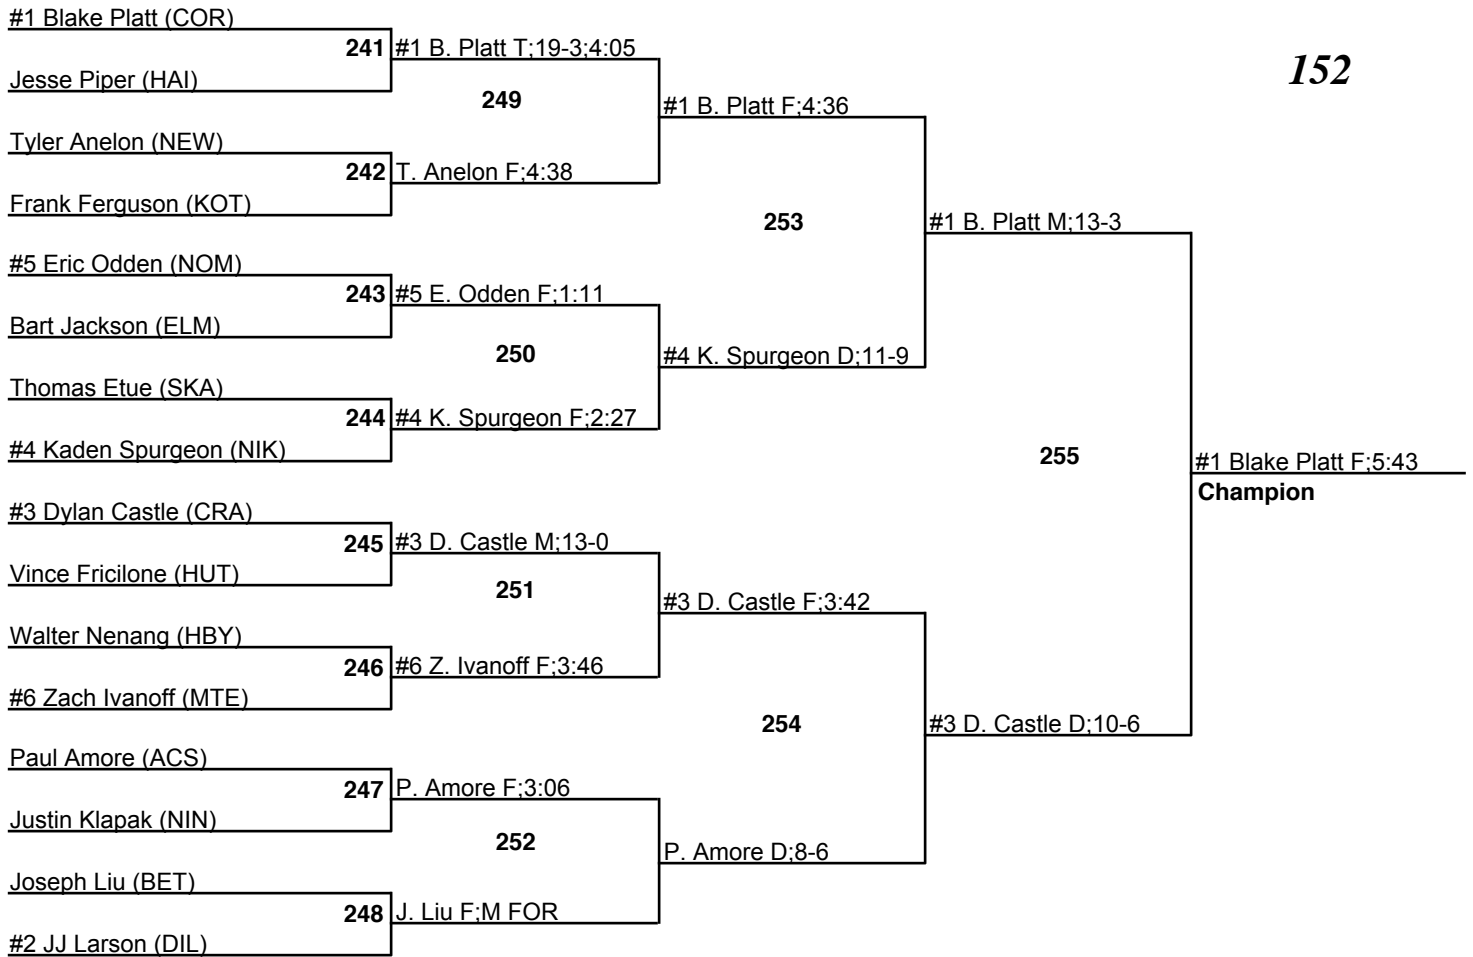 #1 Blake Platt (COR)
241 #1 B. Platt T;19-3;4:05
152
Jesse Piper (HAI)
249
#1 B. Platt F;4:36
Tyler Anelon (NEW)
242 T. Anelon F;4:38
Frank Ferguson (KOT)
253
#1 B. Platt M;13-3
#5 Eric Odden (NOM)
243 #5 E. Odden F;1:11
Bart Jackson (ELM)
250
#4 K. Spurgeon D;11-9
Thomas Etue (SKA)
244 #4 K. Spurgeon F;2:27
#4 Kaden Spurgeon (NIK)
255
#1 Blake Platt F;5:43
Champion
#3 Dylan Castle (CRA)
245 #3 D. Castle M;13-0
Vince Fricilone (HUT)
251
#3 D. Castle F;3:42
Walter Nenang (HBY)
246 #6 Z. Ivanoff F;3:46
#6 Zach Ivanoff (MTE)
254
#3 D. Castle D;10-6
Paul Amore (ACS)
247 P. Amore F;3:06
Justin Klapak (NIN)
252
P. Amore D;8-6
Joseph Liu (BET)
248 J. Liu F;M FOR
#2 JJ Larson (DIL)